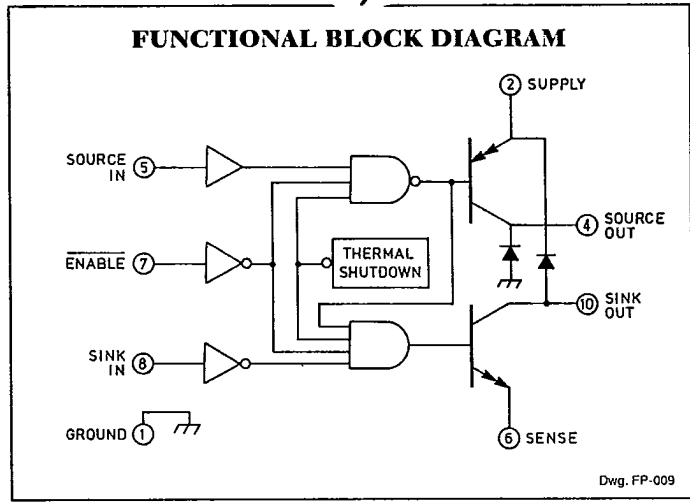 FUNCTIONAL BLOCK DIAGRAM
2 SUPPLY
SOURCE IN 5
4 SOURCE OUT
ENABLE 7
THERMAL SHUTDOWN
10 SINK OUT
SINK IN 8
GROUND 1
6 SENSE
Dwg. FP-009